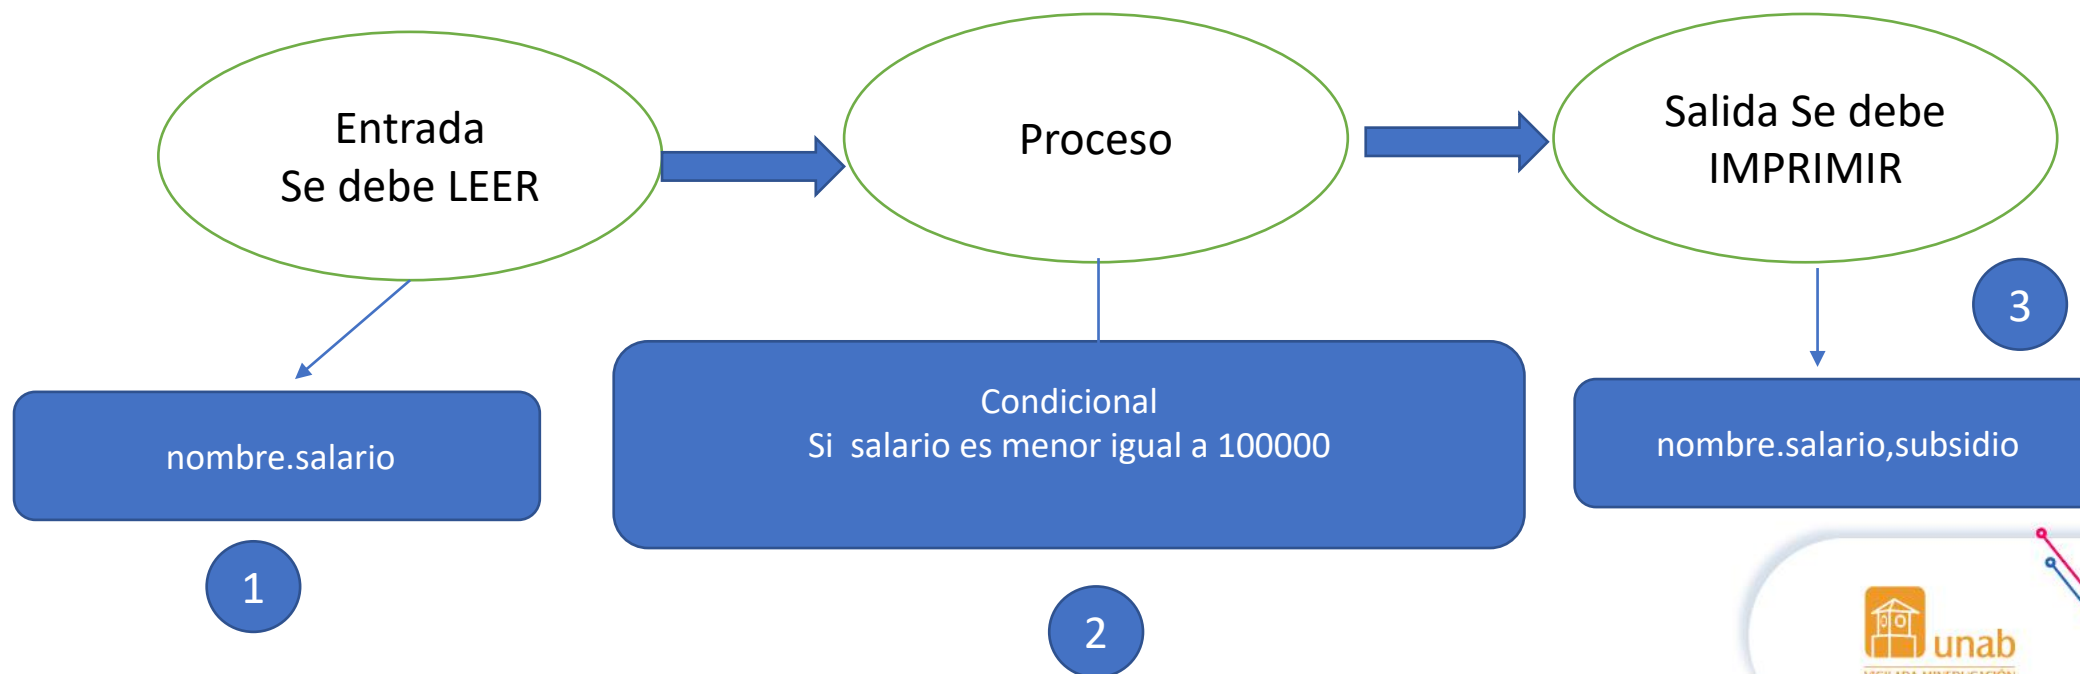 Entrada
Se debe LEER
Proceso
Salida Se debe
IMPRIMIR
3
nombre.salario
Condicional
Si  salario es menor igual a 100000
nombre.salario,subsidio
1
2
unab